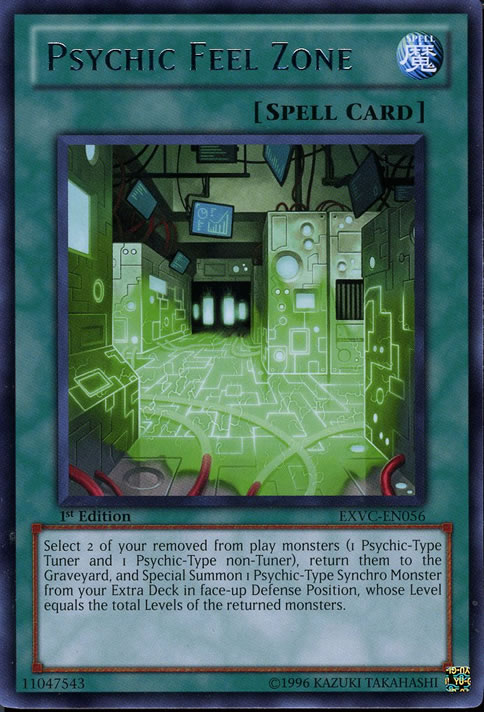 PSYCHIC FEEL ZONE
SPELL
魔
[SPELL CARD]
1st Edition
EXVC-EN056
Select 2 of your removed from play monsters (1 Psychic-Type
Tuner and 1 Psychic-Type non-Tuner), return them to the
Graveyard, and Special Summon 1 Psychic-Type Synchro Monster
from your Extra Deck in face-up Defense Position, whose Level
equals the total Levels of the returned monsters.
11047543
©1996 KAZUKI TAKAHASHI